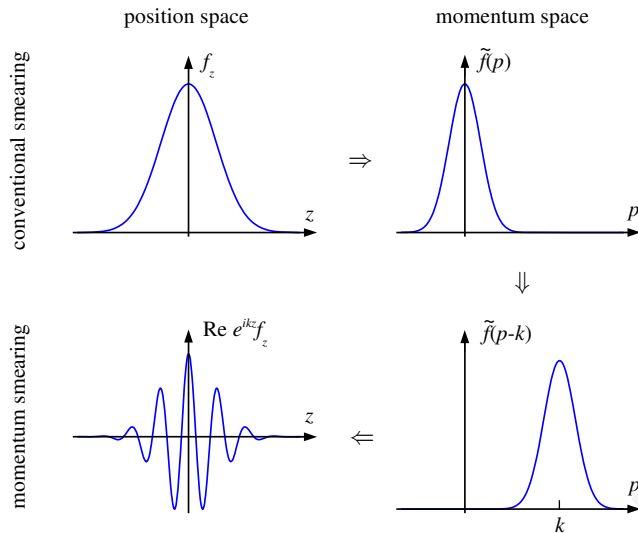 position space
momentum space
conventional smearing
f_z
z
⇒
f̃(p)
p
⇓
momentum smearing
Re e^{ikz}f_z
z
⇐
f̃(p-k)
p
k